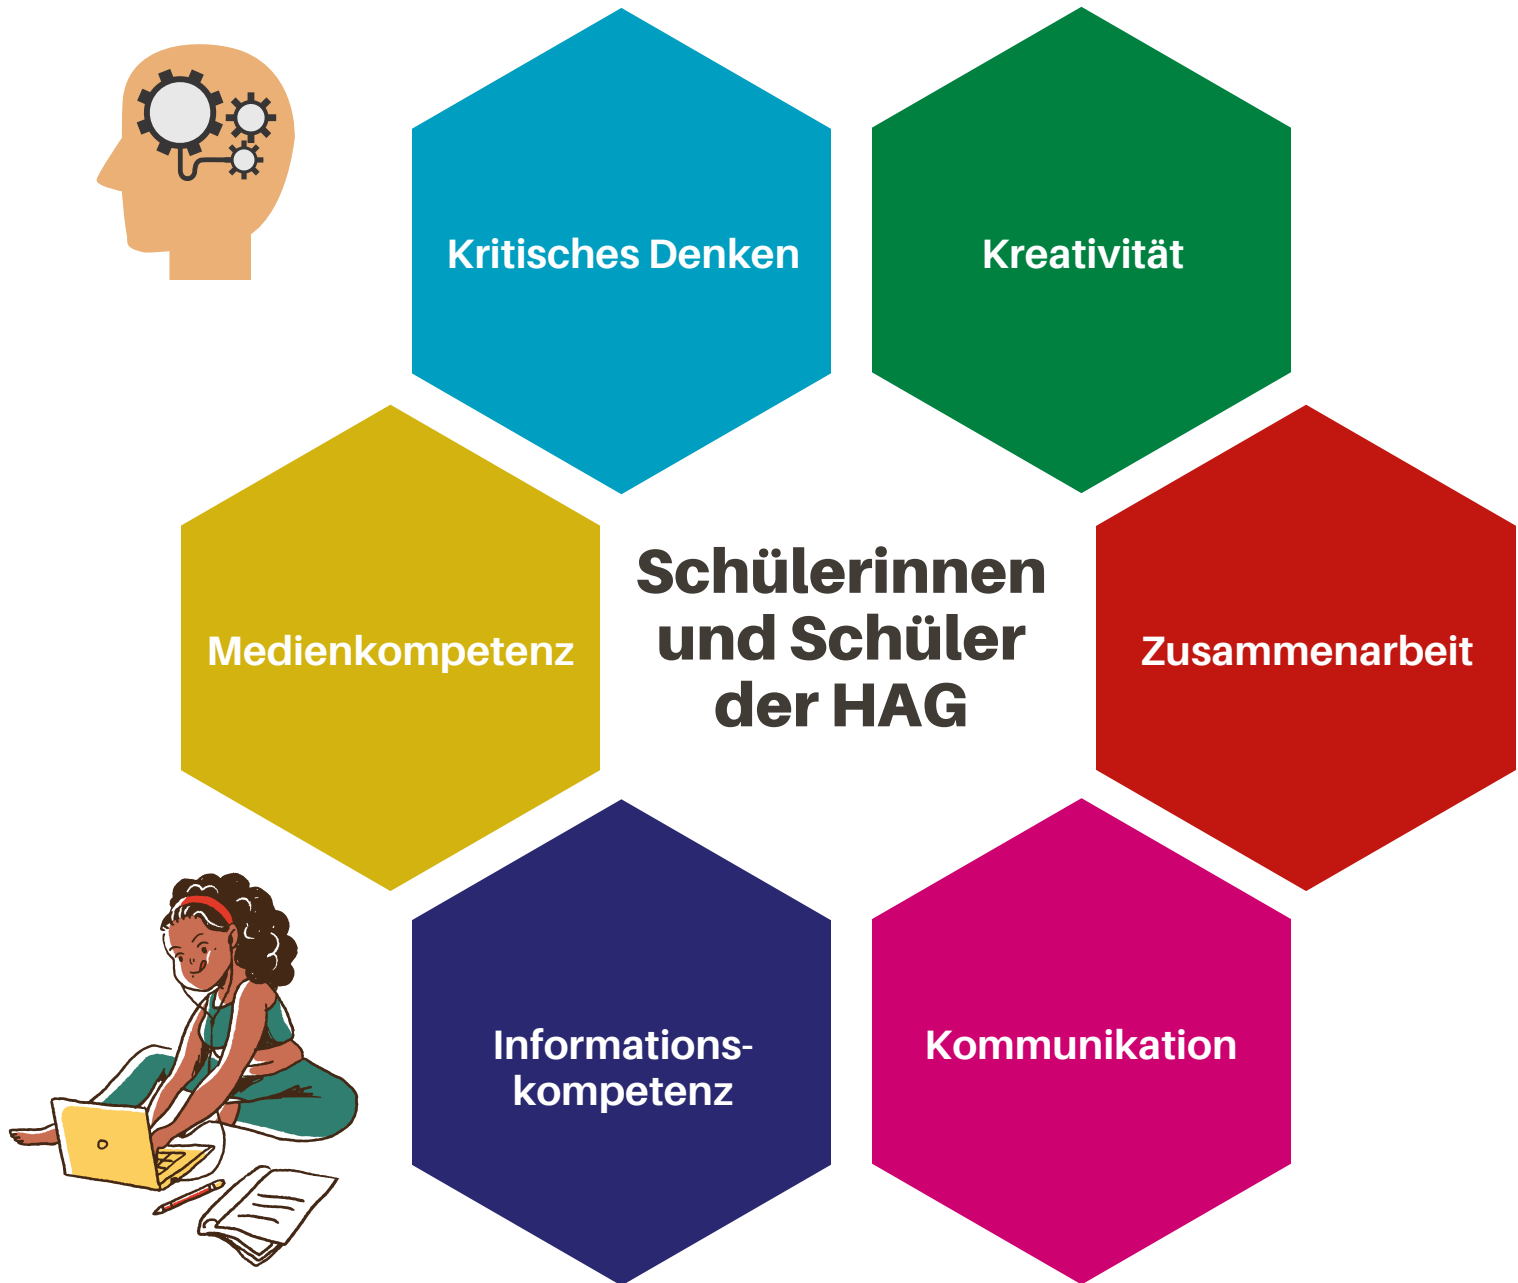 Kritisches Denken
Kreativität
Medienkompetenz
Schülerinnen
und Schüler
der HAG
Zusammenarbeit
Informations-
kompetenz
Kommunikation